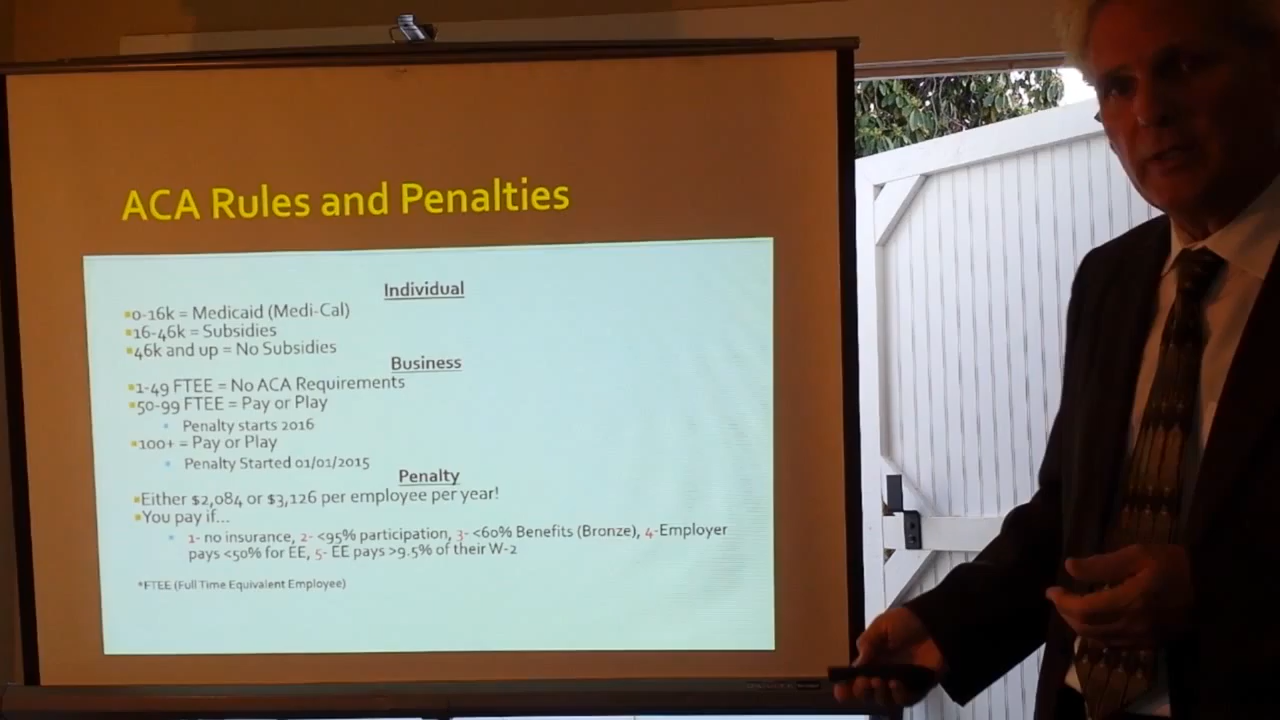 ACA Rules and Penalties
Individual
0-16k = Medicaid (Medi-Cal)
16-46k = Subsidies
46k and up = No Subsidies
Business
1-49 FTEE = No ACA Requirements
50-99 FTEE = Pay or Play
Penalty starts 2016
100+ = Pay or Play
Penalty Started 01/01/2015
Penalty
Either $2,084 or $3,126 per employee per year!
You pay if...
1- no insurance, 2- <95% participation, 3- <60% Benefits (Bronze), 4-Employer
pays <50% for EE, 5- EE pays >9.5% of their W-2
*FTEE (Full Time Equivalent Employee)